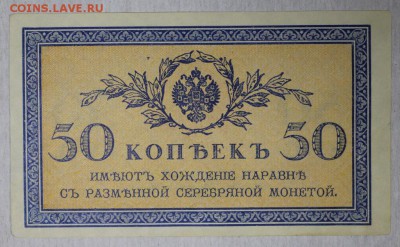 COINS.LAVE.RU
50 КОПѢЕКЪ 50
ИМѢЮТЪ ХОЖДЕНІЕ НАРАВНѢ
СЪ РАЗМѢННОЙ СЕРЕБРЯНОЙ МОНЕТОЙ.